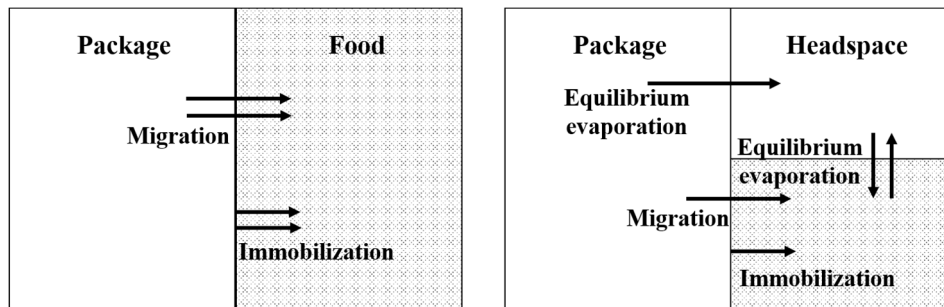 Package
Food
Migration
Immobilization
Package
Headspace
Equilibrium
evaporation
Equilibrium
evaporation
Migration
Immobilization